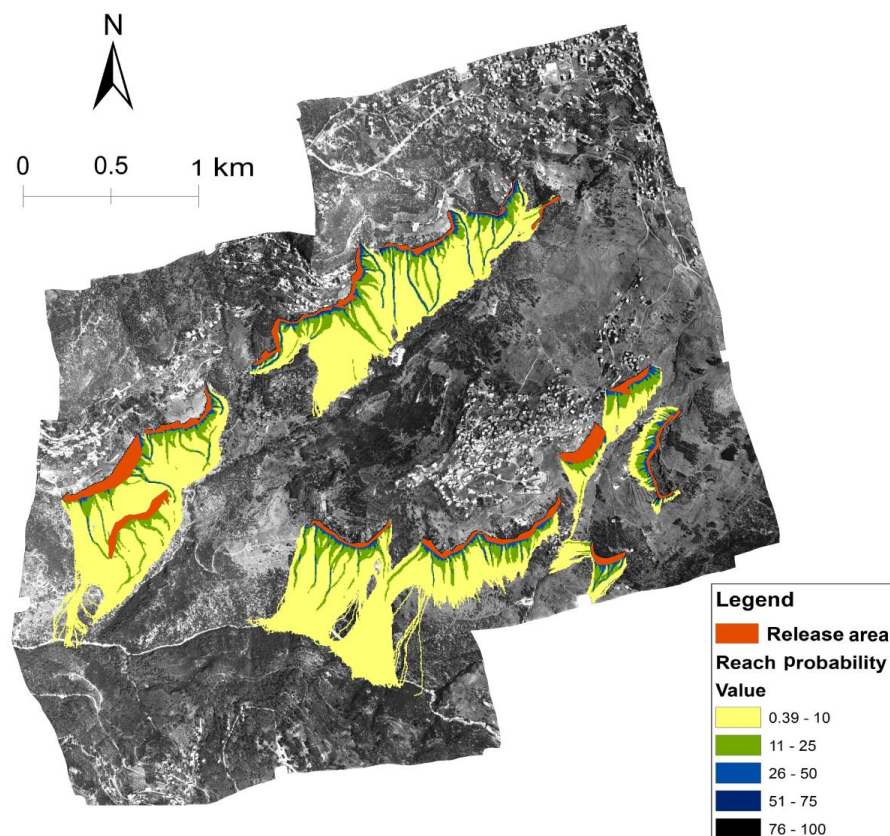 N
0 0.5 1 km
Legend
Release area
Reach probability
Value
0.39 - 10
11 - 25
26 - 50
51 - 75
76 - 100